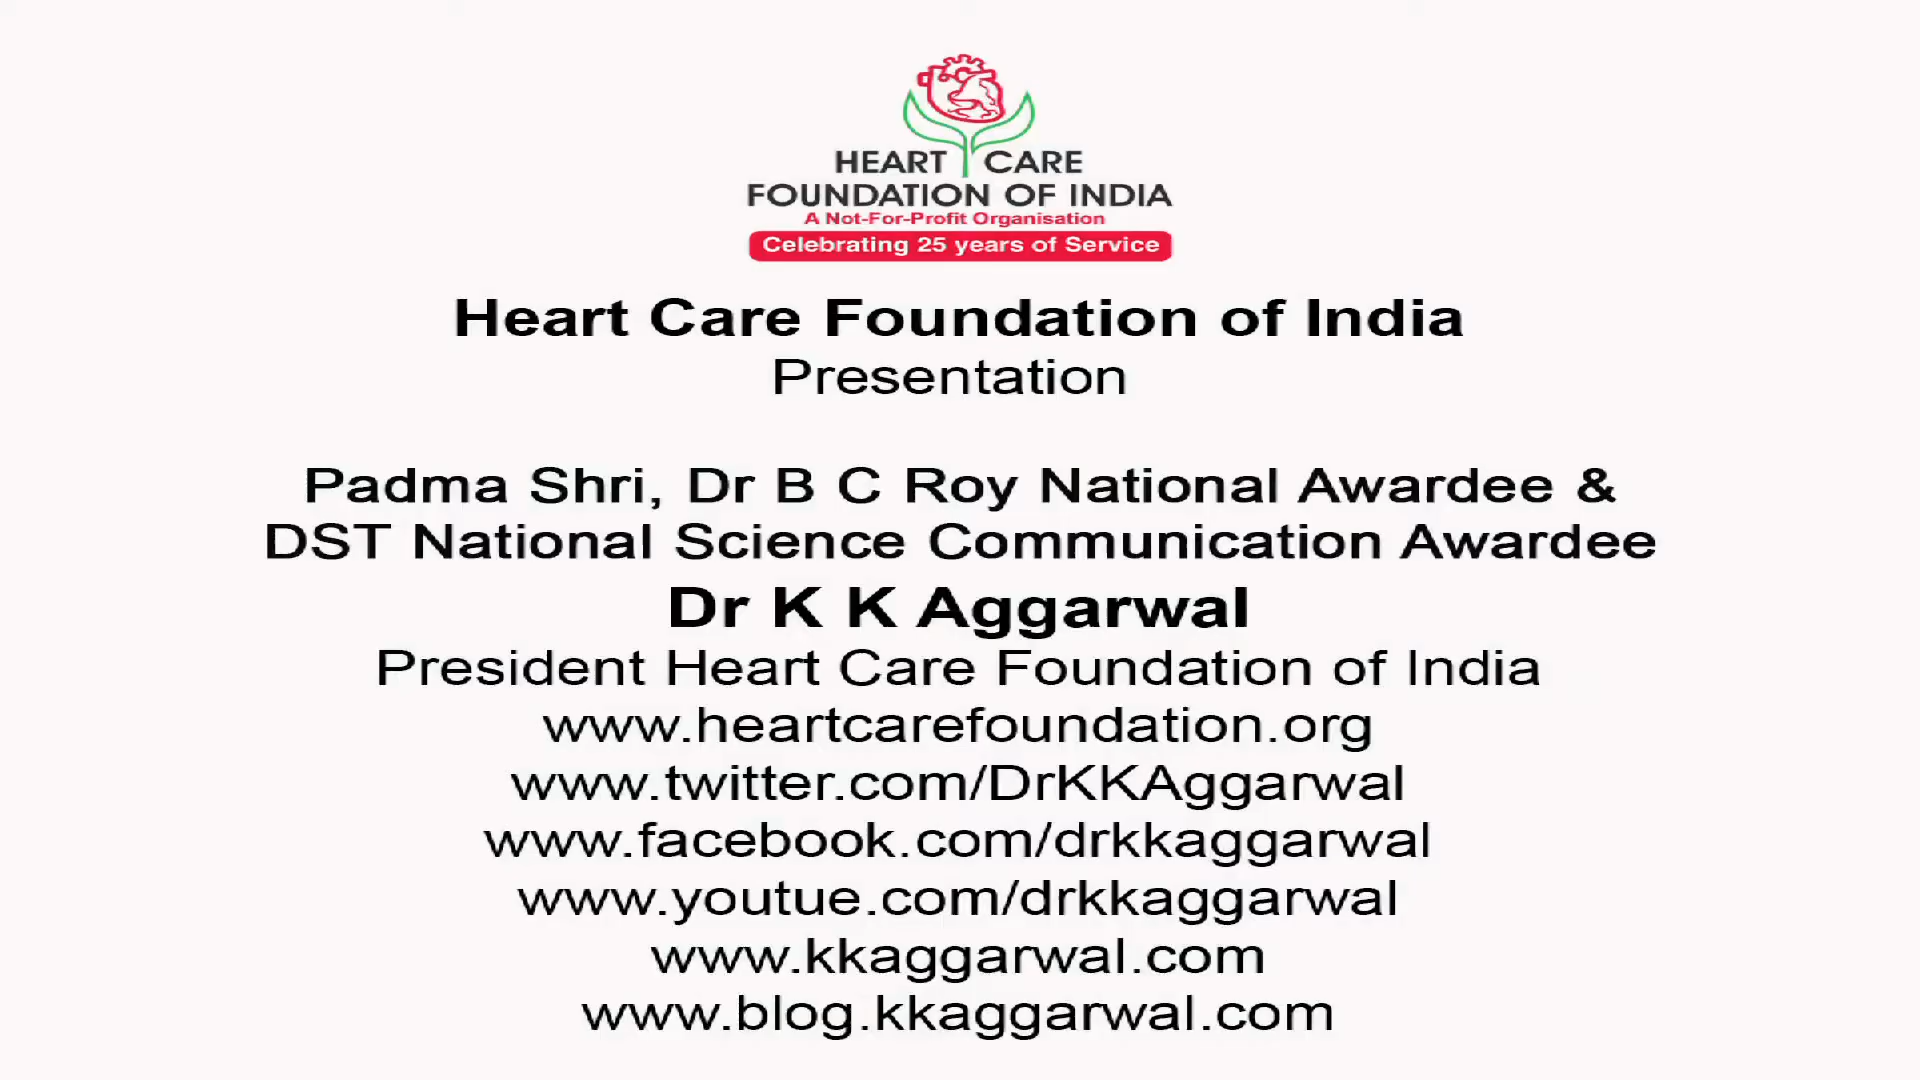 HEART CARE
FOUNDATION OF INDIA
A Not-For-Profit Organisation
Celebrating 25 years of Service
Heart Care Foundation of India
Presentation
Padma Shri, Dr B C Roy National Awardee &
DST National Science Communication Awardee
Dr K K Aggarwal
President Heart Care Foundation of India
www.heartcarefoundation.org
www.twitter.com/DrKKAggarwal
www.facebook.com/drkkaggarwal
www.youtue.com/drkkaggarwal
www.kkaggarwal.com
www.blog.kkaggarwal.com